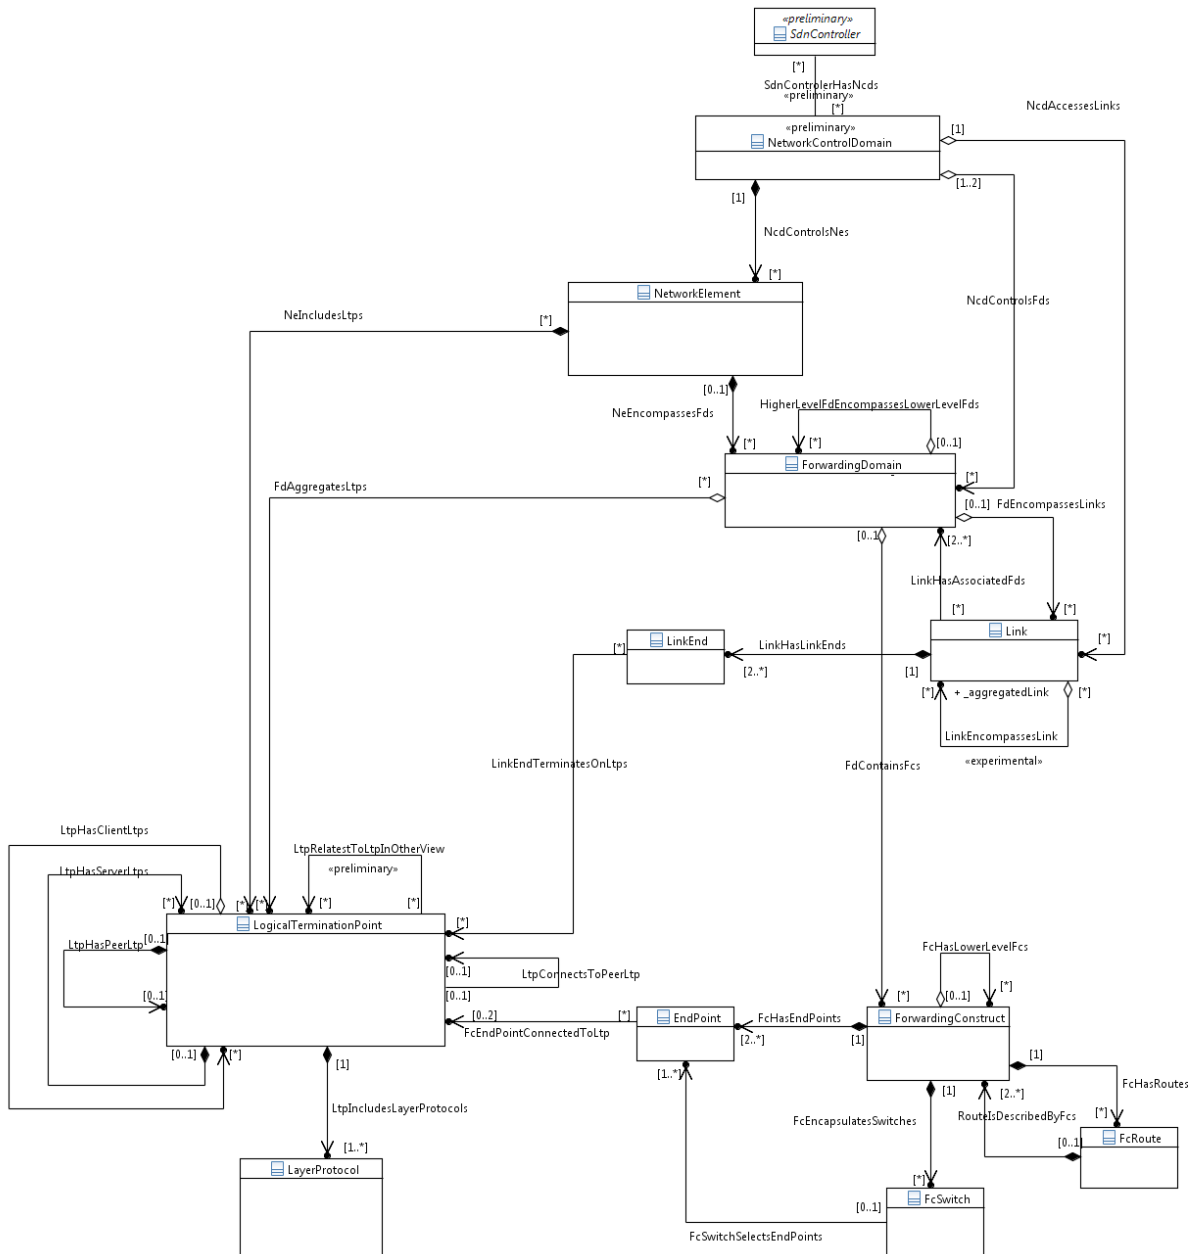 «preliminary»
SdnController
[*]
SdnControlerHasNcds
«preliminary»
[*]
NcdAccessesLinks
«preliminary»
NetworkControlDomain
[1]
[1..2]
[1]
NcdControlsNes
[*]
NetworkElement
NcdControlsFds
NeIncludesLtps
[*]
[0..1]
NeEncompassesFds
HigherLevelFdEncompassesLowerLevelFds
[*]
[*]
[0..1]
ForwardingDomain
FdAggregatesLtps
[*]
[*]
[0..1]
FdEncompassesLinks
[0..1]
[2..*]
LinkHasAssociatedFds
[*]
[*]
Link
LinkEnd
[*]
LinkHasLinkEnds
[*]
[2..*]
[1]
[*]
+ _aggregatedLink
[*]
LinkEncompassesLink
«experimental»
LinkEndTerminatesOnLtps
FdContainsFcs
LtpHasClientLtps
LtpRelatestToLtpInOtherView
«preliminary»
LtpHasServerLtps
[*]
[0..1]
[*]
[*]
[*]
[*]
LogicalTerminationPoint
[*]
LtpHasPeerLtp
[0..1]
[0..1]
[0..1]
LtpConnectsToPeerLtp
[0..1]
FcHasLowerLevelFcs
[*]
[0..1]
[*]
[0..2]
[*]
FcEndPointConnectedToLtp
EndPoint
FcHasEndPoints
[2..*]
[1]
ForwardingConstruct
[0..1]
[*]
[1]
[1..*]
[1]
FcHasRoutes
[1]
[2..*]
RouteIsDescribedByFcs
[*]
LtpIncludesLayerProtocols
FcEncapsulatesSwitches
[0..1]
FcRoute
[1..*]
LayerProtocol
[*]
FcSwitch
[0..1]
FcSwitchSelectsEndPoints